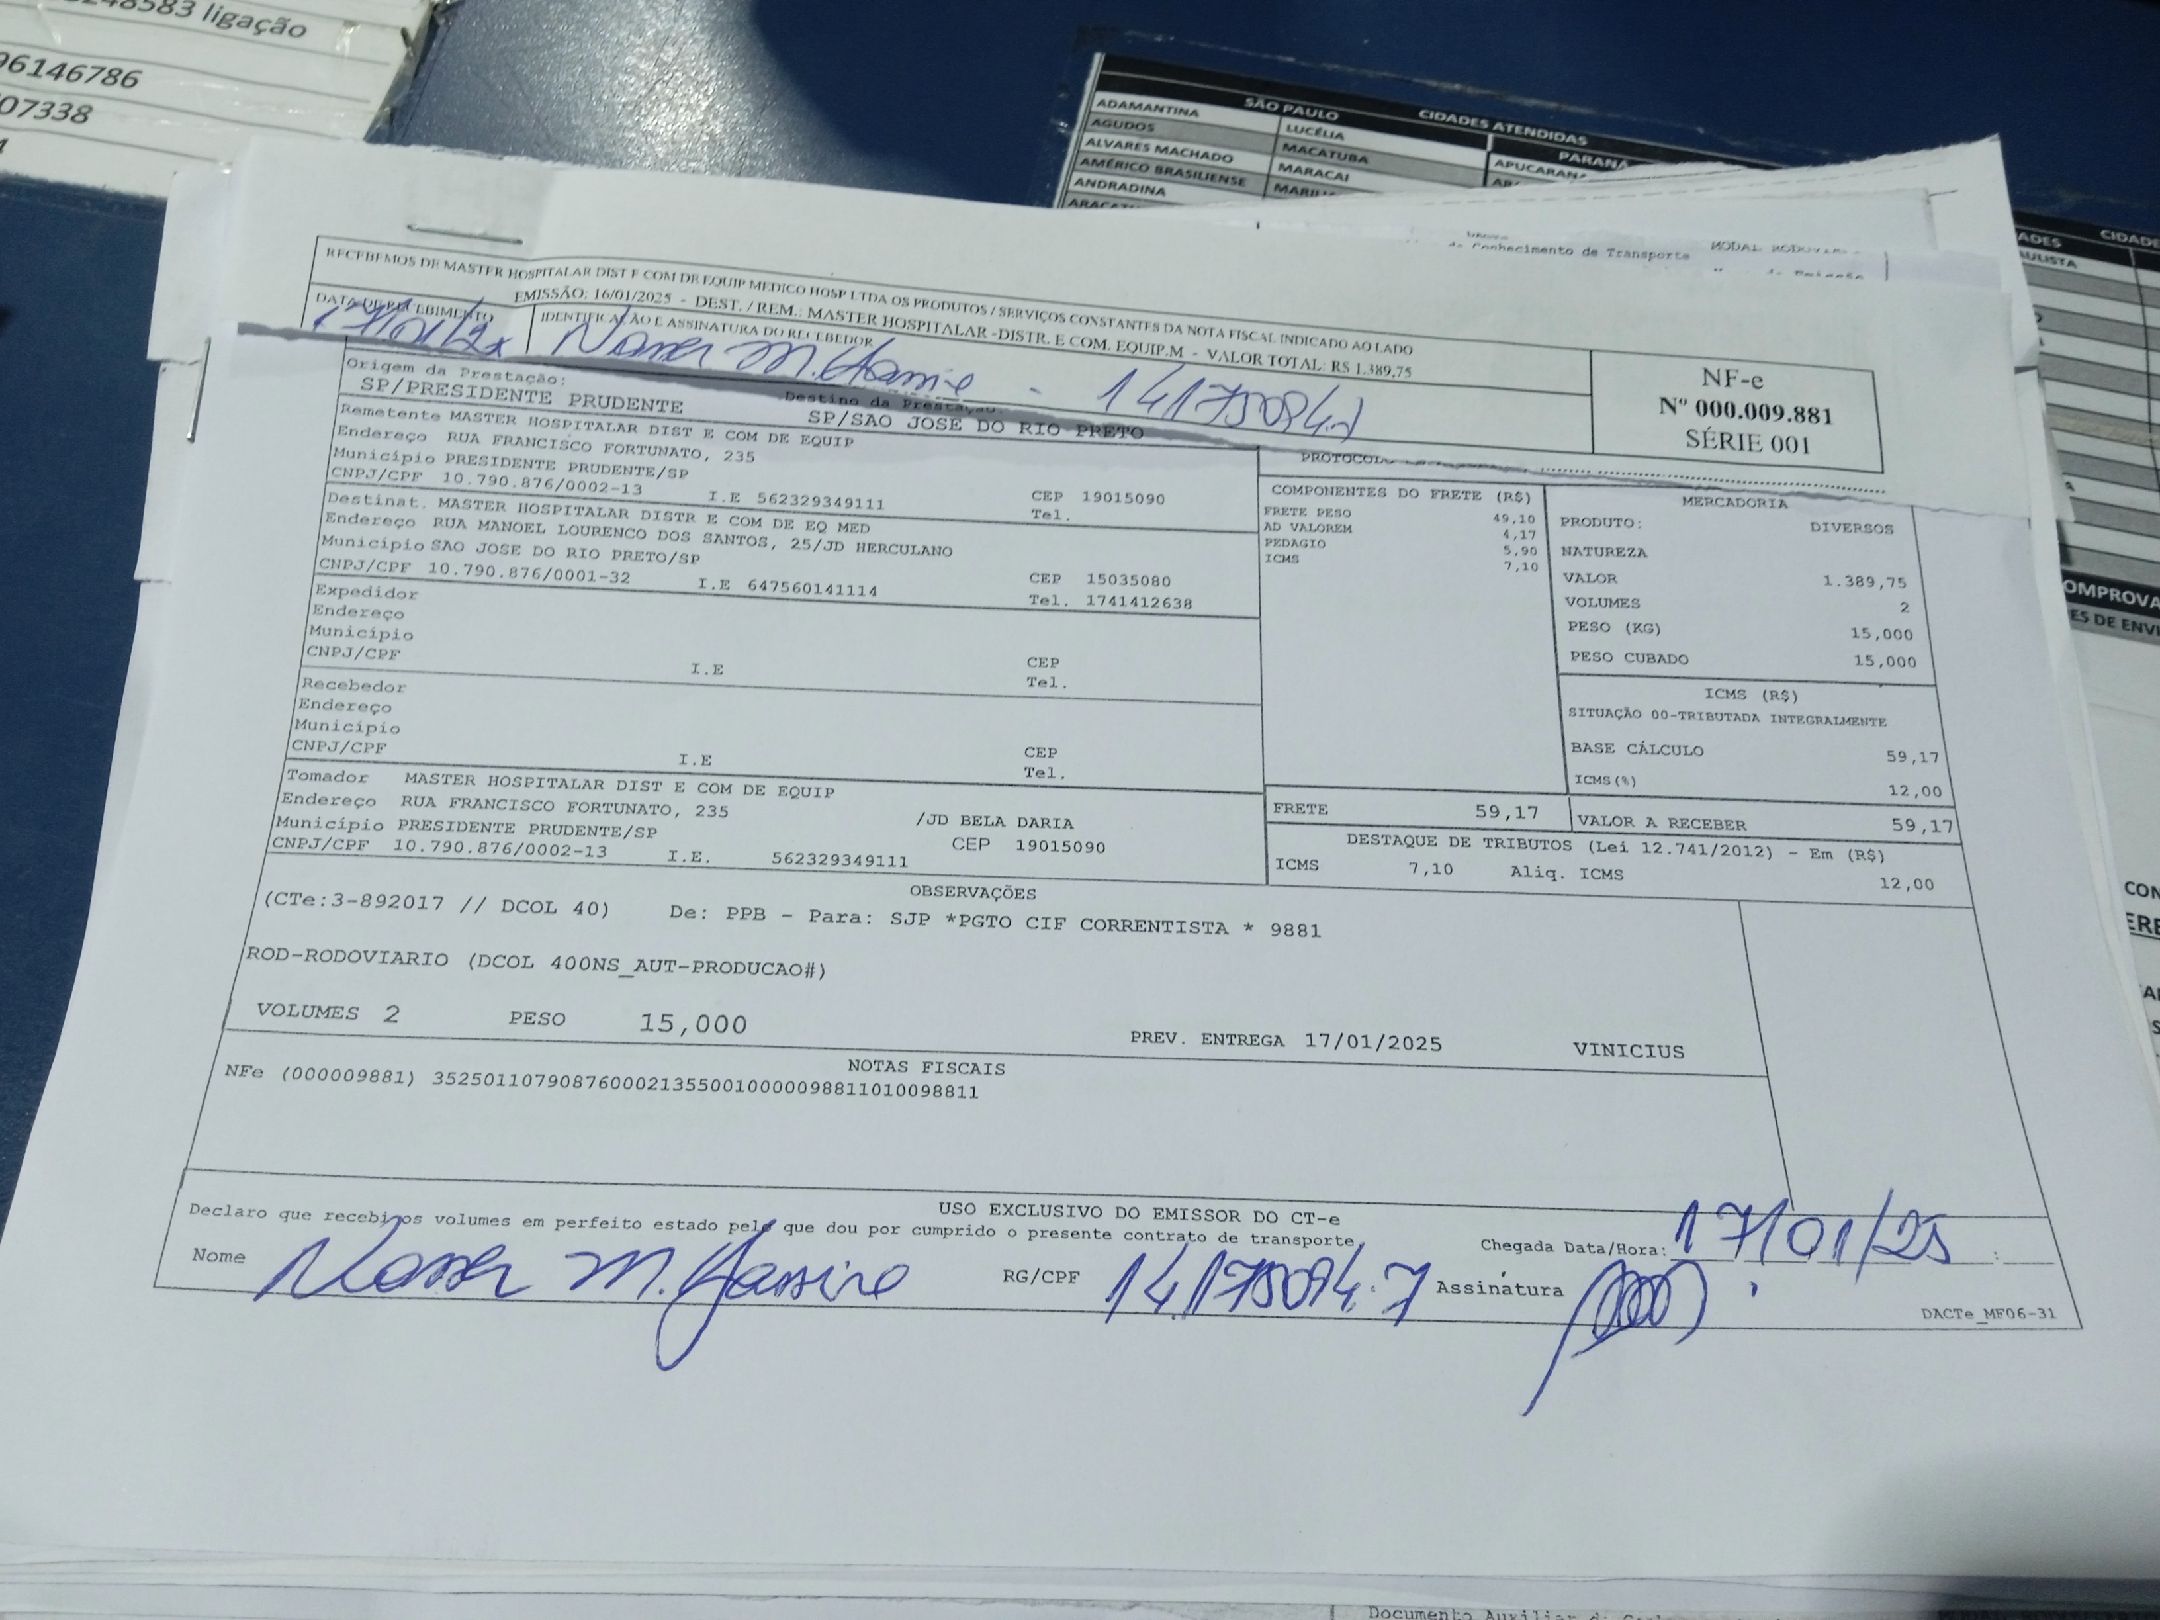 248583 ligação
96146786
07338
SÃO PAULO CIDADES ATENDIDAS
ADAMANTINA LUCÉLIA PARANÁ
AGUDOS MACATUBA APUCARANA
ALVARES MACHADO MARACAI
AMÉRICO BRASILIENSE
ANDRADINA
CIDADE
ADES
ULISTA
OMPROVA
ES DE ENVI
Conhecimento de Transporte
RECEBEMOS DE MASTER HOSPITALAR DIST E COM DE EQUIP MEDICO HOSP LTDA OS PRODUTOS / SERVIÇOS CONSTANTES DA NOTA FISCAL INDICADO AO LADO
EMISSÃO: 16/01/2025 - DEST. / REM.: MASTER HOSPITALAR -DISTR. E COM. EQUIP.M - VALOR TOTAL: R$ 1.389,75
DATA DE RECEBIMENTO IDENTIFICAÇÃO E ASSINATURA DO RECEBEDOR
NF-e
Nº 000.009.881
SÉRIE 001
Origem da Prestação: Destino da Prestação:
SP/PRESIDENTE PRUDENTE SP/SAO JOSE DO RIO PRETO
Remetente MASTER HOSPITALAR DIST E COM DE EQUIP
Endereço RUA FRANCISCO FORTUNATO, 235
Município PRESIDENTE PRUDENTE/SP CEP 19015090
CNPJ/CPF 10.790.876/0002-13 I.E 562329349111 Tel.
Destinat. MASTER HOSPITALAR DISTR E COM DE EQ MED
Endereço RUA MANOEL LOURENCO DOS SANTOS, 25/JD HERCULANO
Município SAO JOSE DO RIO PRETO/SP CEP 15035080
CNPJ/CPF 10.790.876/0001-32 I.E 647560141114 Tel. 1741412638
Expedidor
Endereço
Município CEP
CNPJ/CPF I.E Tel.
Recebedor
Endereço
Município CEP
CNPJ/CPF I.E Tel.
Tomador MASTER HOSPITALAR DIST E COM DE EQUIP
Endereço RUA FRANCISCO FORTUNATO, 235 /JD BELA DARIA
Município PRESIDENTE PRUDENTE/SP CEP 19015090
CNPJ/CPF 10.790.876/0002-13 I.E. 562329349111
COMPONENTES DO FRETE (R$)
FRETE PESO 49,10
AD VALOREM 4,17
PEDAGIO 5,90
ICMS 7,10
MERCADORIA
PRODUTO: DIVERSOS
NATUREZA
VALOR 1.389,75
VOLUMES 2
PESO (KG) 15,000
PESO CUBADO 15,000
ICMS (R$)
SITUAÇÃO 00-TRIBUTADA INTEGRALMENTE
BASE CÁLCULO 59,17
ICMS(%) 12,00
FRETE 59,17 VALOR A RECEBER 59,17
DESTAQUE DE TRIBUTOS (Lei 12.741/2012) - Em (R$)
ICMS 7,10 Aliq. ICMS 12,00
OBSERVAÇÕES
(CTe:3-892017 // DCOL 40) De: PPB - Para: SJP *PGTO CIF CORRENTISTA * 9881
ROD-RODOVIARIO (DCOL 400NS_AUT-PRODUCAO#)
VOLUMES 2 PESO 15,000 PREV. ENTREGA 17/01/2025 VINICIUS
NOTAS FISCAIS
NFe (000009881) 35250110790876000213550010000098811010098811
USO EXCLUSIVO DO EMISSOR DO CT-e
Declaro que recebi os volumes em perfeito estado pelo que dou por cumprido o presente contrato de transporte. Chegada Data/Hora: 17/01/25 :
Nome RG/CPF 14175094-7 Assinatura
DACTe_MF06-31